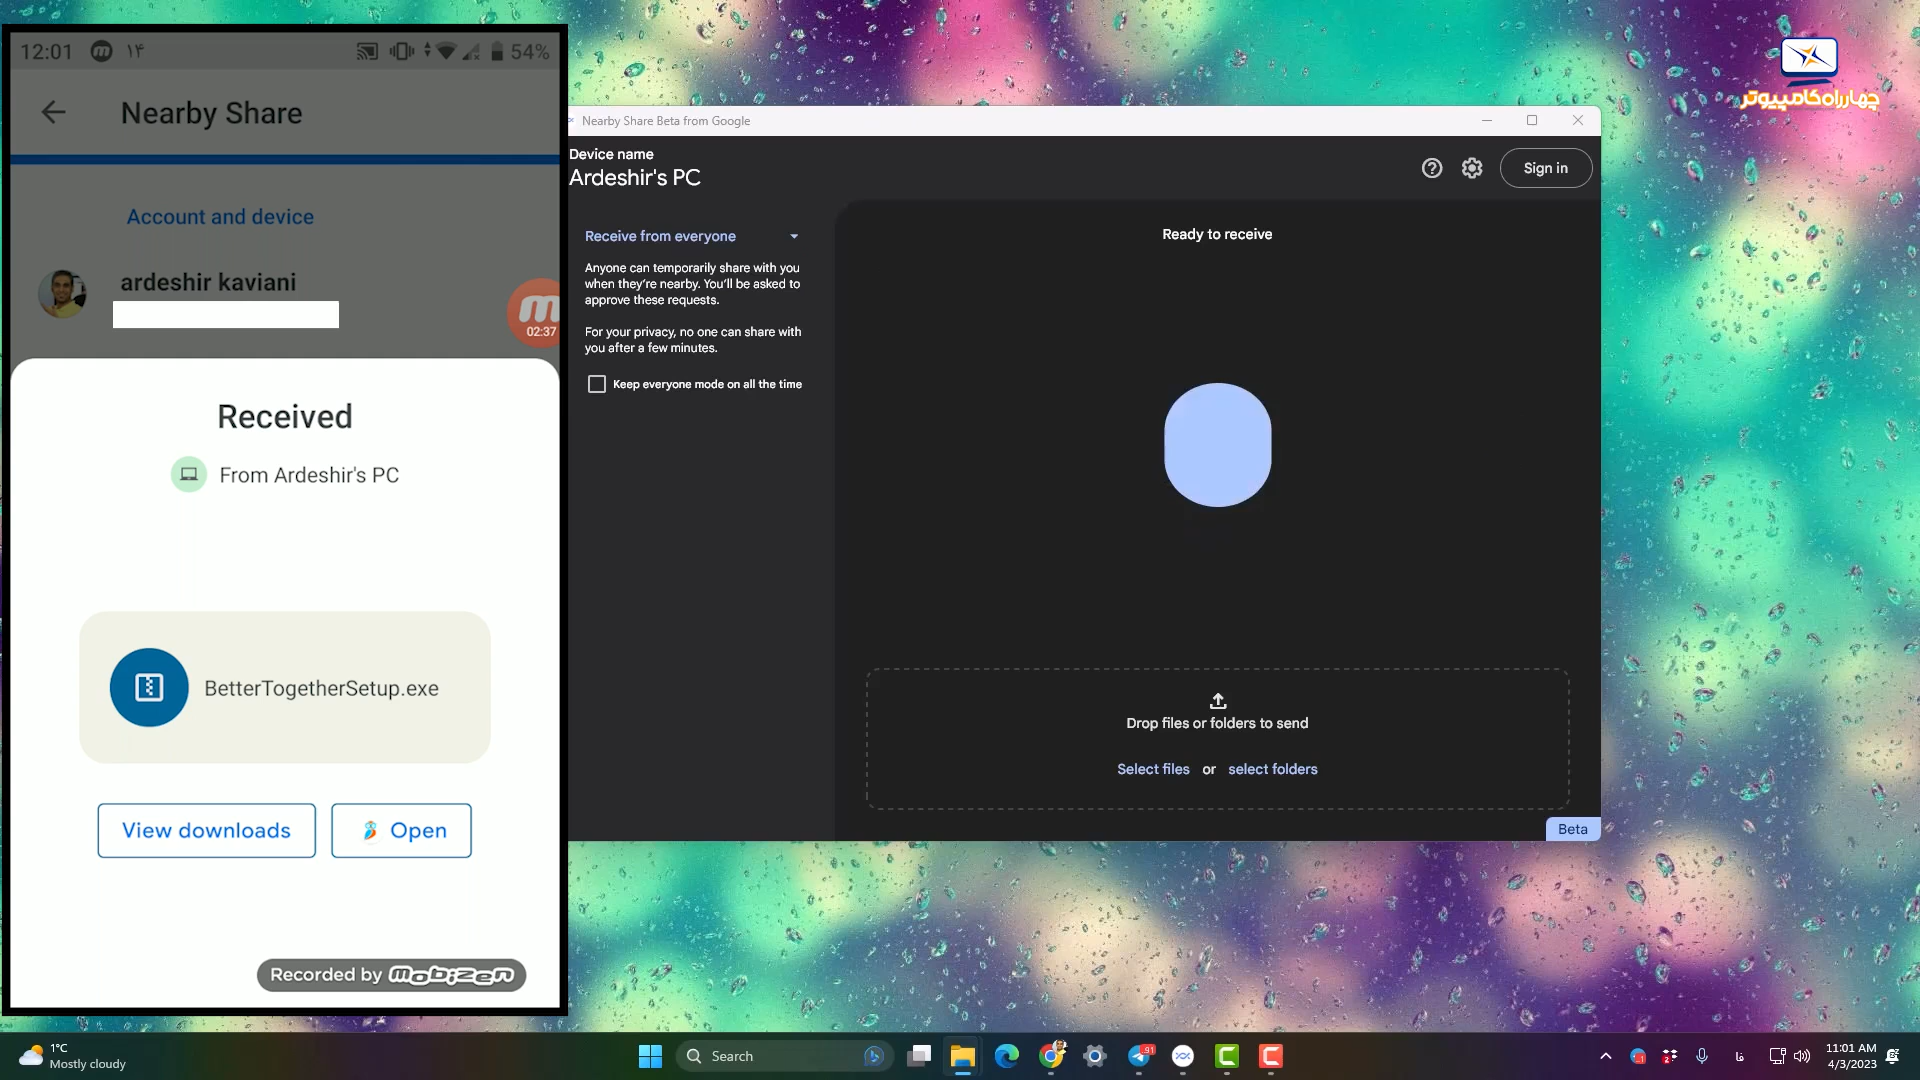 12:01
۱۴
54%
Nearby Share
Account and device
ardeshir kaviani
02:37
Received
From Ardeshir's PC
BetterTogetherSetup.exe
View downloads
Open
Recorded by mobizen
Nearby Share Beta from Google
Device name
Ardeshir's PC
Sign in
Receive from everyone
Anyone can temporarily share with you
when they're nearby. You'll be asked to
approve these requests.
For your privacy, no one can share with
you after a few minutes.
Keep everyone mode on all the time
Ready to receive
Drop files or folders to send
Select files or select folders
Beta
چهارراه کامپیوتر
1°C
Mostly cloudy
Search
91
فا
11:01 AM
4/3/2023